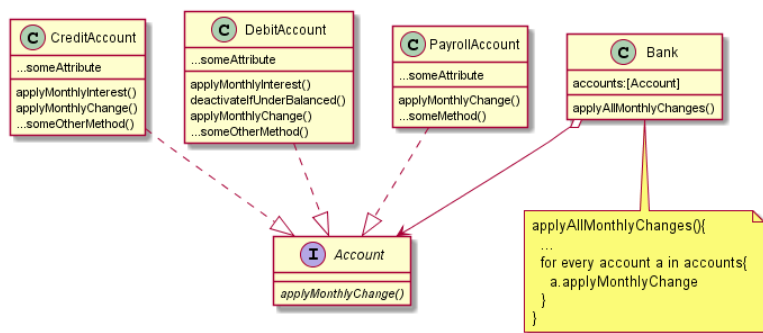 C CreditAccount
...someAttribute
applyMonthlyInterest()
applyMonthlyChange()
...someOtherMethod()
C DebitAccount
...someAttribute
applyMonthlyInterest()
deactivateIfUnderBalanced()
applyMonthlyChange()
...someOtherMethod()
C PayrollAccount
...someAttribute
applyMonthlyChange()
...someMethod()
C Bank
accounts:[Account]
applyAllMonthlyChanges()
I Account
applyMonthlyChange()
applyAllMonthlyChanges(){
...
for every account a in accounts{
a.applyMonthlyChange
}
}